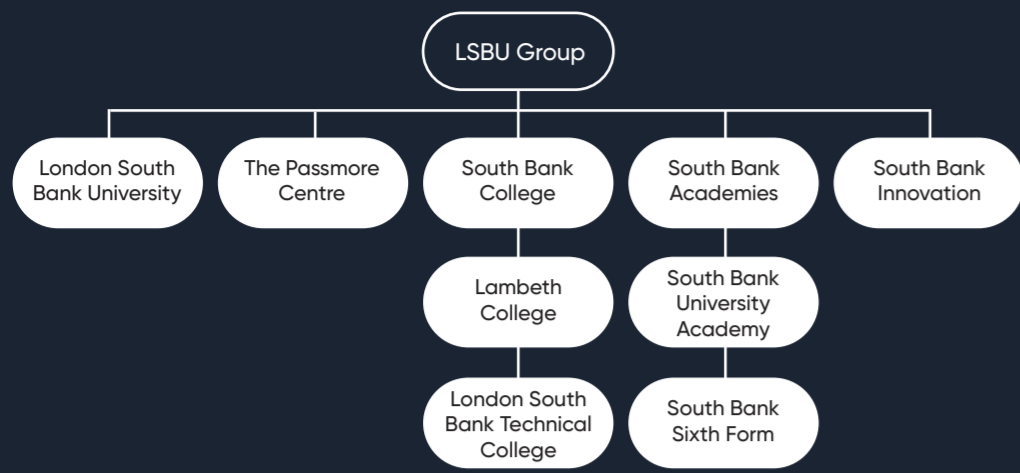 LSBU Group
London South
Bank University
The Passmore
Centre
South Bank
College
South Bank
Academies
South Bank
Innovation
Lambeth
College
South Bank
University
Academy
London South
Bank Technical
College
South Bank
Sixth Form